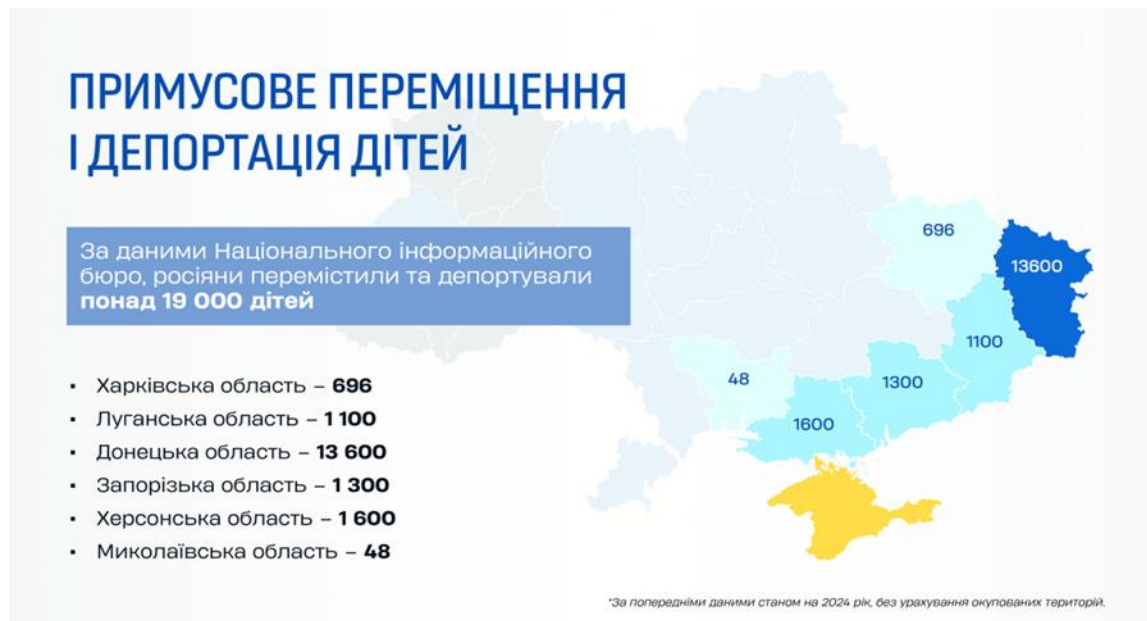 ПРИМУСОВЕ ПЕРЕМІЩЕННЯ
І ДЕПОРТАЦІЯ ДІТЕЙ
За даними Національного інформаційного
бюро, росіяни перемістили та депортували
понад 19 000 дітей
• Харківська область – 696
• Луганська область – 1 100
• Донецька область – 13 600
• Запорізька область – 1 300
• Херсонська область – 1 600
• Миколаївська область – 48
696
13600
1100
1300
48
1600
*За попередніми даними станом на 2024 рік, без урахування окупованих територій.